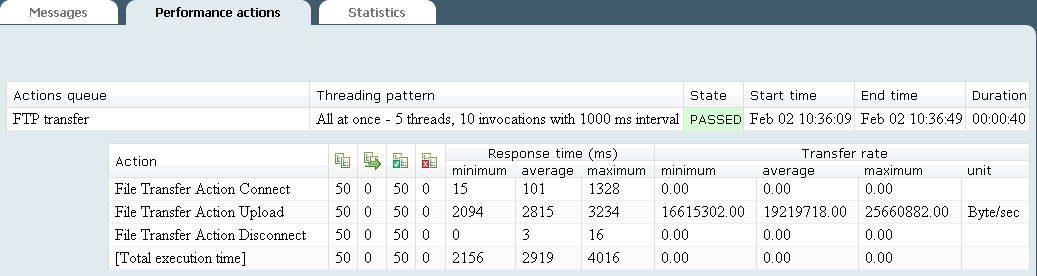 Messages Performance actions Statistics
Actions queue Threading pattern State Start time End time Duration
FTP transfer All at once - 5 threads, 10 invocations with 1000 ms interval PASSED Feb 02 10:36:09 Feb 02 10:36:49 00:00:40
Action Response time (ms) Transfer rate
minimum average maximum minimum average maximum unit
File Transfer Action Connect 50 0 50 0 15 101 1328 0.00 0.00 0.00
File Transfer Action Upload 50 0 50 0 2094 2815 3234 16615302.00 19219718.00 25660882.00 Byte/sec
File Transfer Action Disconnect 50 0 50 0 0 3 16 0.00 0.00 0.00
[Total execution time] 50 0 50 0 2156 2919 4016 0.00 0.00 0.00